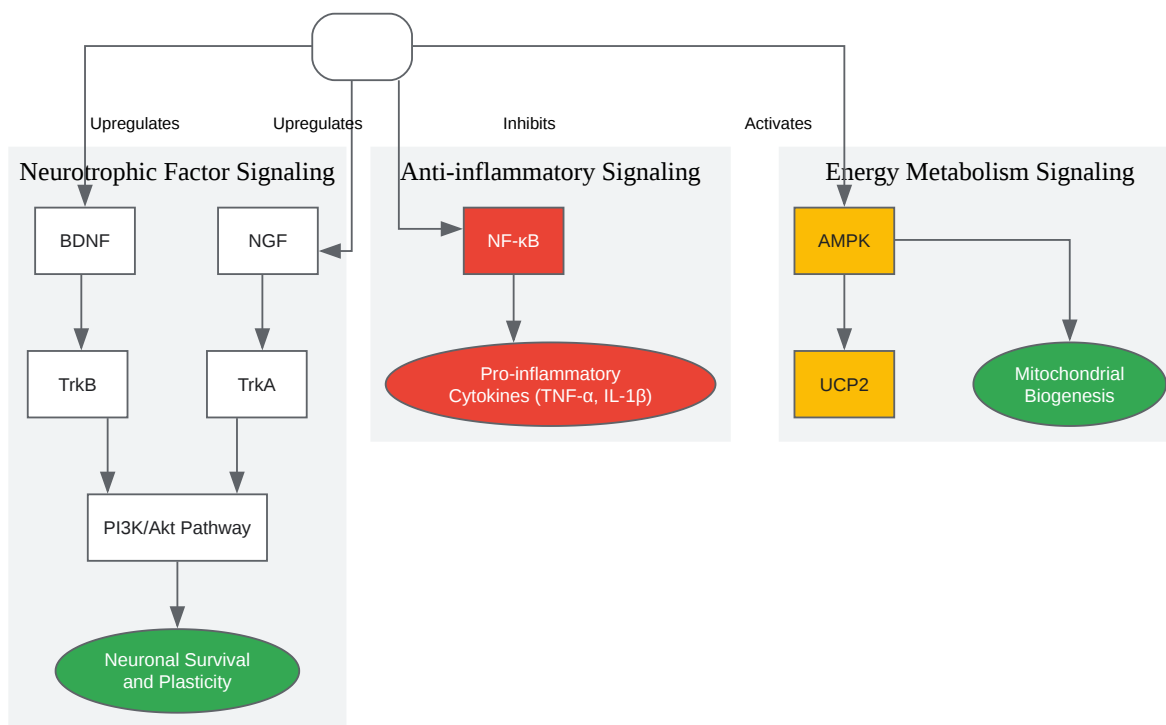 Upregulates
Upregulates
Inhibits
Activates
Neurotrophic Factor Signaling
Anti-inflammatory Signaling
Energy Metabolism Signaling
BDNF
NGF
NF-κB
AMPK
TrkB
TrkA
Pro-inflammatory
Cytokines (TNF-α, IL-1β)
UCP2
Mitochondrial
Biogenesis
PI3K/Akt Pathway
Neuronal Survival
and Plasticity